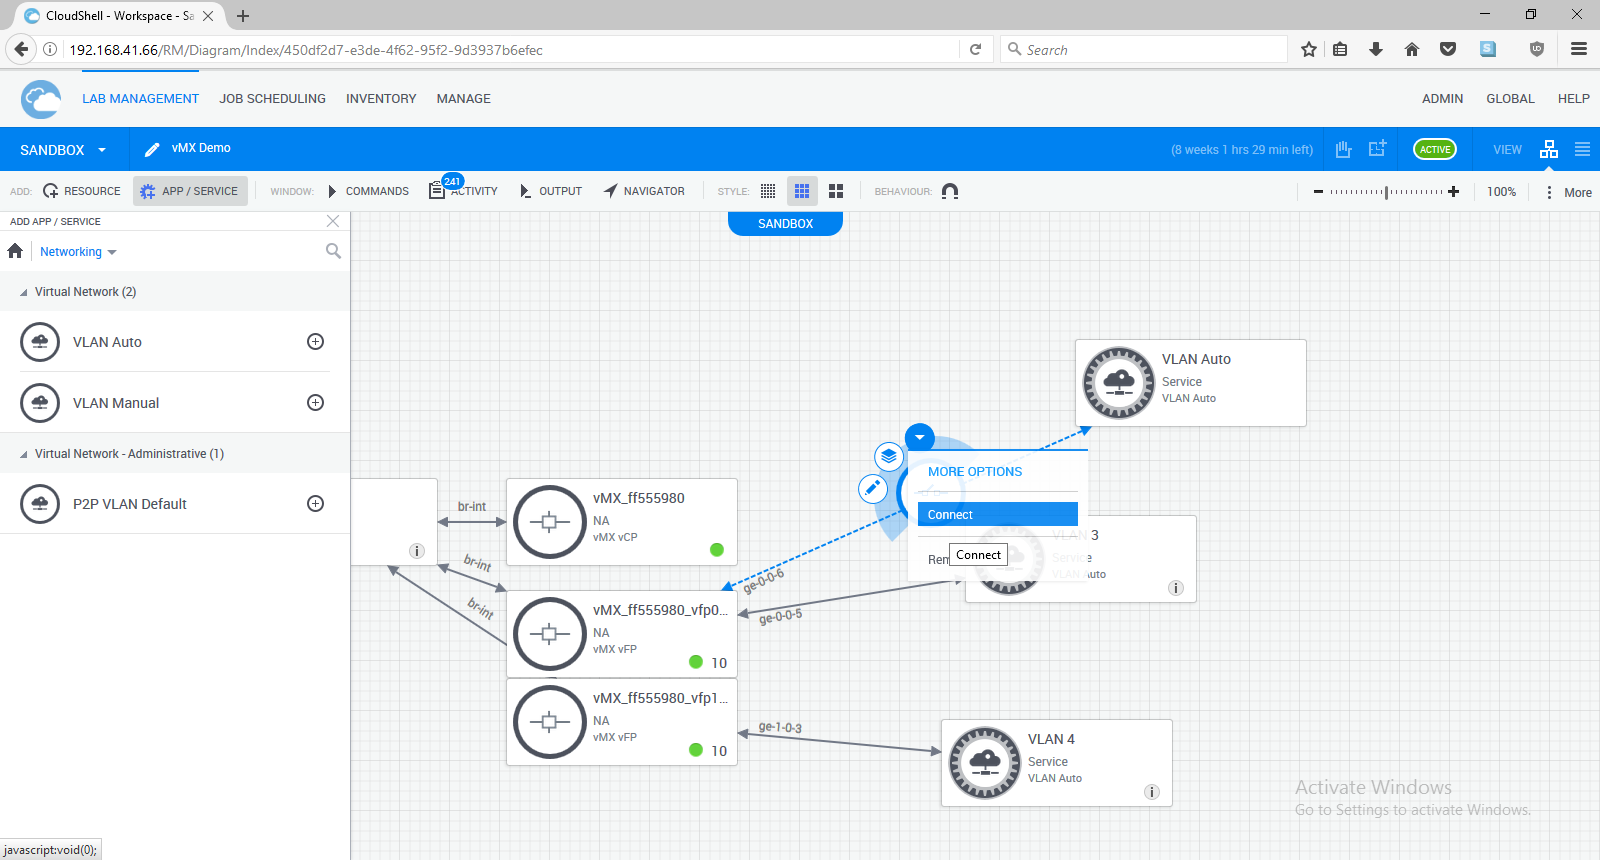 CloudShell - Workspace - Sa
192.168.41.66/RM/Diagram/Index/450df2d7-e3de-4f62-95f2-9d3937b6efec
Search
LAB MANAGEMENT JOB SCHEDULING INVENTORY MANAGE
ADMIN GLOBAL HELP
SANDBOX vMX Demo
(8 weeks 1 hrs 29 min left) ACTIVE VIEW
ADD: RESOURCE APP / SERVICE WINDOW: COMMANDS 241 ACTIVITY OUTPUT NAVIGATOR STYLE: BEHAVIOUR: 100% More
ADD APP / SERVICE
SANDBOX
Networking
Virtual Network (2)
VLAN Auto
VLAN Manual
Virtual Network - Administrative (1)
P2P VLAN Default
VLAN Auto
Service
VLAN Auto
MORE OPTIONS
Connect
Connect
VLAN 3
Service
VLAN Auto
br-int
vMX_ff555980
NA
vMX vCP
br-int
br-int
ge-0-0-6
ge-0-0-5
vMX_ff555980_vfp0...
NA
vMX vFP
10
vMX_ff555980_vfp1...
NA
vMX vFP
10
ge-1-0-3
VLAN 4
Service
VLAN Auto
Activate Windows
Go to Settings to activate Windows.
javascript:void(0);